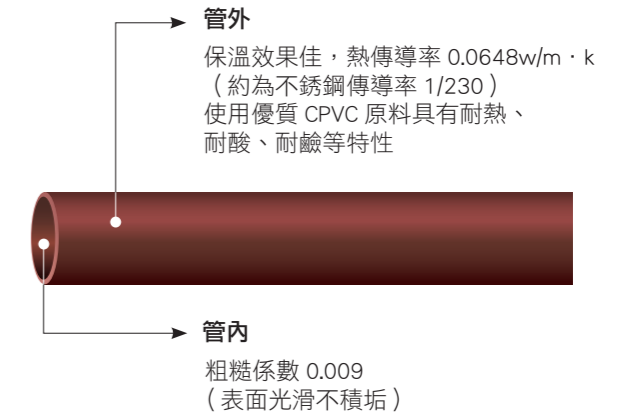 管外
保溫效果佳，熱傳導率 0.0648w/m · k
（約為不銹鋼傳導率 1/230）
使用優質 CPVC 原料具有耐熱、
耐酸、耐鹼等特性
管內
粗糙係數 0.009
（表面光滑不積垢）